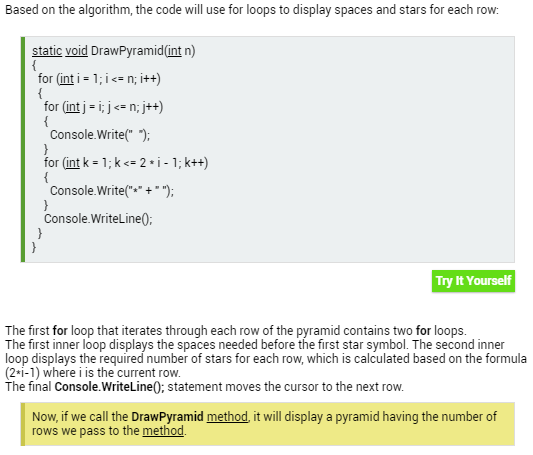 Based on the algorithm, the code will use for loops to display spaces and stars for each row:
static void DrawPyramid(int n)
{
for (int i = 1; i <= n; i++)
{
for (int j = i; j <= n; j++)
{
Console.Write("  ");
}
for (int k = 1; k <= 2 * i - 1; k++)
{
Console.Write("*" + " ");
}
Console.WriteLine();
}
}
Try It Yourself
The first for loop that iterates through each row of the pyramid contains two for loops.
The first inner loop displays the spaces needed before the first star symbol. The second inner
loop displays the required number of stars for each row, which is calculated based on the formula
(2*i-1) where i is the current row.
The final Console.WriteLine(); statement moves the cursor to the next row.
Now, if we call the DrawPyramid method, it will display a pyramid having the number of
rows we pass to the method.